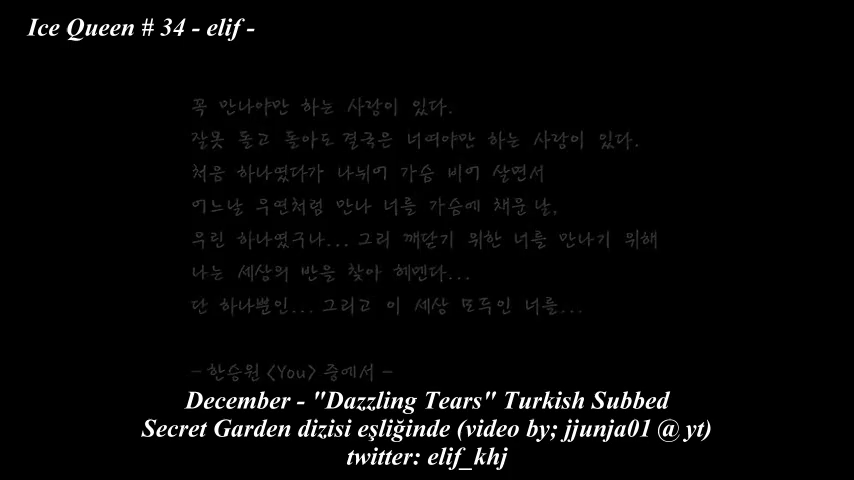 Ice Queen # 34 - elif -
꼭 만나야만 하는 사랑이 있다.
잘못 돌고 돌아도 결국은 너여야만 하는 사랑이 있다.
처음 하나였다가 나뉘어 가슴 비어 살면서
어느날 우연처럼 만나 너를 가슴에 채운 날,
우린 하나였구나... 그리 깨닫기 위한 너를 만나기 위해
나는 세상의 반을 찾아 헤멘다...
단 하나뿐인... 그리고 이 세상 모두인 너를...
- 한승원 <You> 중에서 -
December - "Dazzling Tears" Turkish Subbed
Secret Garden dizisi eşliğinde (video by; jjunja01 @ yt)
twitter: elif_khj